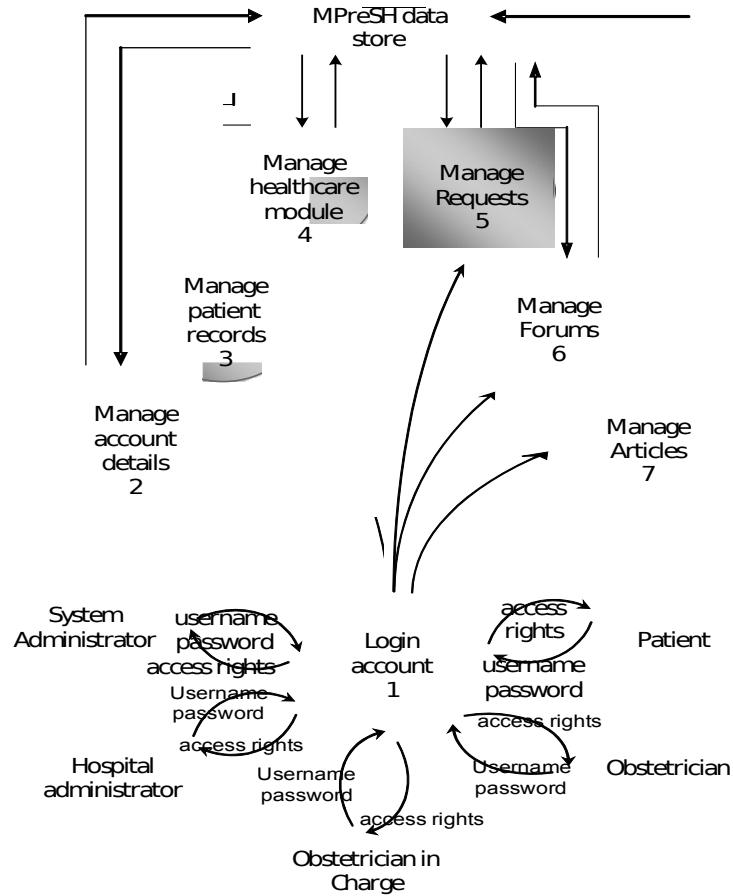 MPreSH data
store
Manage
healthcare
module
4
Manage
Requests
5
Manage
patient
records
3
Manage
Forums
6
Manage
account
details
2
Manage
Articles
7
System
Administrator
username
password
access rights
Login
account
1
access
rights
username
password
Patient
Username
password
access rights
Hospital
administrator
access rights
Username
password
Obstetrician
Username
password
access rights
Obstetrician in
Charge